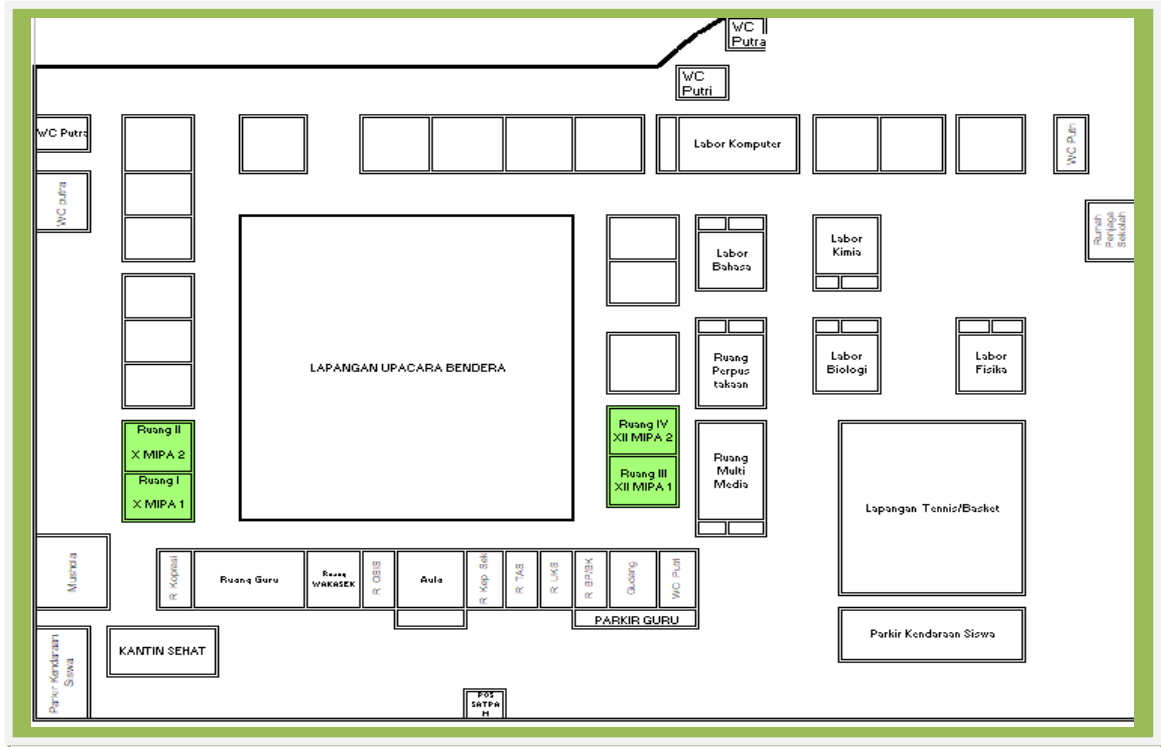 WC
Putra
WC
Putri
WC Putra
Labor Komputer
WC Putri
WC putra
Rumah
Penjaga
Sekolah
Labor
Bahasa
Labor
Kimia
LAPANGAN UPACARA BENDERA
Ruang
Perpus
takaan
Labor
Biologi
Labor
Fisika
Ruang II
X MIPA 2
Ruang I
X MIPA 1
Ruang IV
XII MIPA 2
Ruang III
XII MIPA 1
Ruang
Multi
Media
Lapangan Tennis/Basket
Mushola
R. Koprasi
Ruang Guru
Ruang
WAKASEK
R. OSIS
Aula
R. Kep. Sek
R. TAS
R. UKS
R. BP/BK
Gudang
WC Putri
PARKIR GURU
Parkir Kendaraan Siswa
Parkir Kendaraan
Siswa
KANTIN SEHAT
POS
SATPA
M